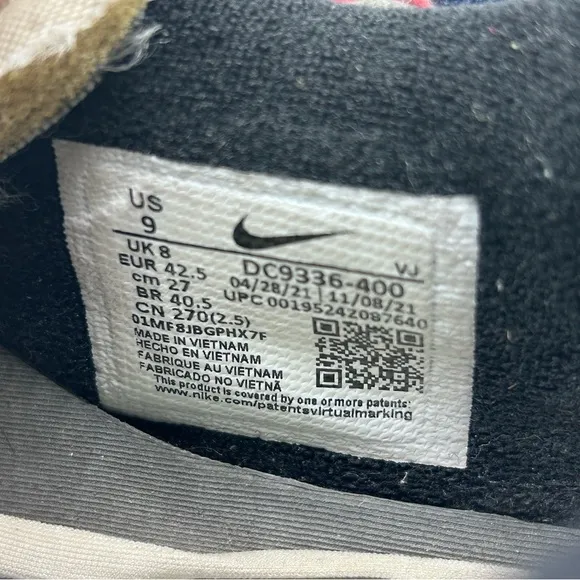 US
9
UK 8
EUR 42.5
cm 27
BR 40.5
CN 270(2.5)
VJ
DC9336-400
04/28/21 | 11/08/21
UPC 00195242087640
01MF8JBGPHX7F
MADE IN VIETNAM
HECHO EN VIETNAM
FABRIQUE AU VIETNAM
FABRICADO NO VIETNÃ
This product is covered by one or more patents:
www.nike.com/patentsvirtualmarking